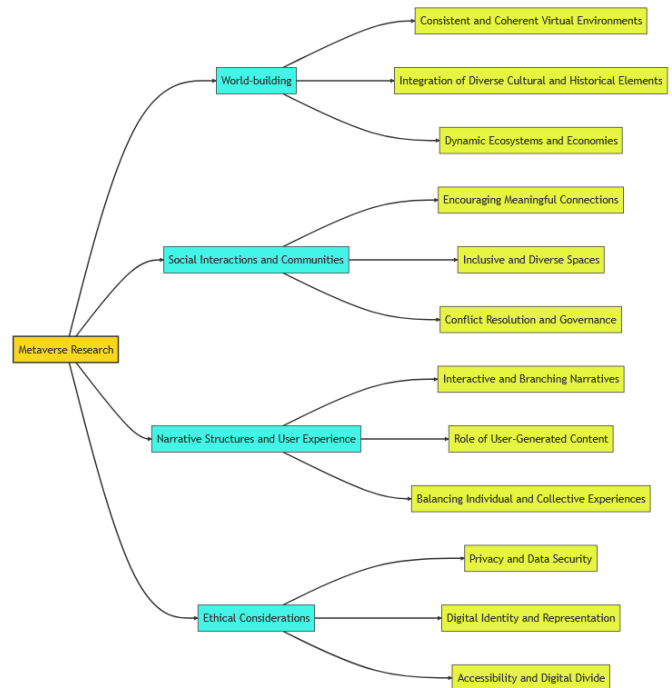 Consistent and Coherent Virtual Environments
World-building
Integration of Diverse Cultural and Historical Elements
Dynamic Ecosystems and Economies
Encouraging Meaningful Connections
Social Interactions and Communities
Inclusive and Diverse Spaces
Conflict Resolution and Governance
Metaverse Research
Interactive and Branching Narratives
Narrative Structures and User Experience
Role of User-Generated Content
Balancing Individual and Collective Experiences
Privacy and Data Security
Ethical Considerations
Digital Identity and Representation
Accessibility and Digital Divide